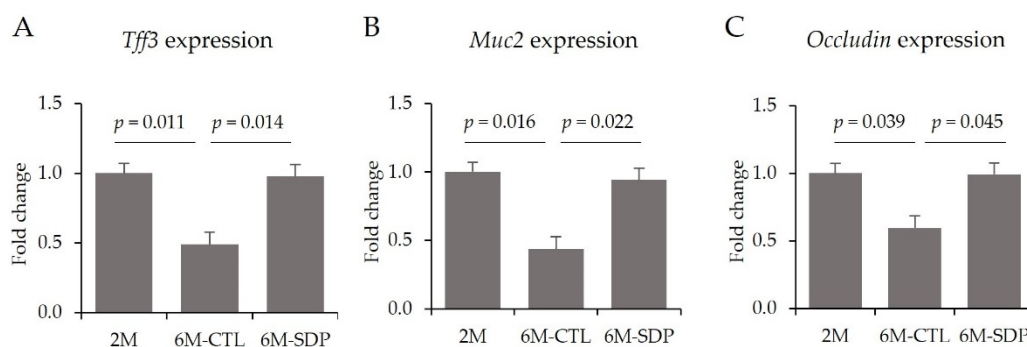 A
Tff3 expression
1.5
p = 0.011
p = 0.014
1.0
0.5
0.0
Fold change
2M
6M-CTL
6M-SDP
B
Muc2 expression
1.5
p = 0.016
p = 0.022
1.0
0.5
0.0
Fold change
2M
6M-CTL
6M-SDP
C
Occludin expression
1.5
p = 0.039
p = 0.045
1.0
0.5
0.0
Fold change
2M
6M-CTL
6M-SDP